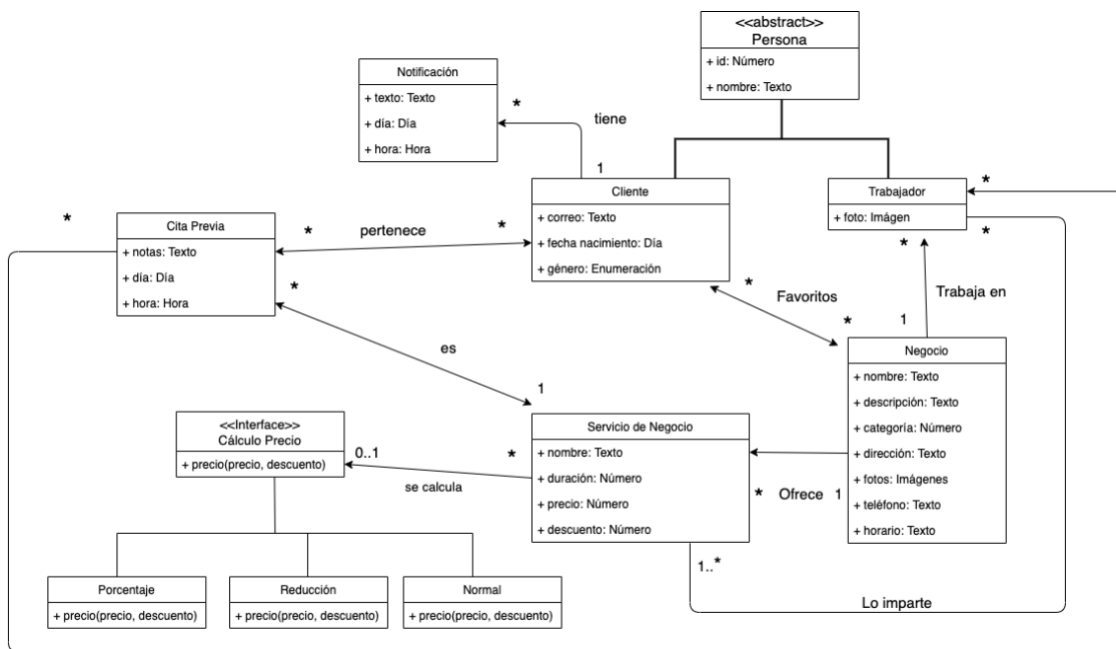 <<abstract>>
Persona
+ id: Número
+ nombre: Texto
Notificación
+ texto: Texto
+ día: Día
+ hora: Hora
*
tiene
1
Cliente
+ correo: Texto
+ fecha nacimiento: Día
+ género: Enumeración
Trabajador
+ foto: Imágen
*
*
*
*
Cita Previa
+ notas: Texto
+ día: Día
+ hora: Hora
*
pertenece
*
*
es
1
*
Favoritos
*
Trabaja en
1
Negocio
+ nombre: Texto
+ descripción: Texto
+ categoría: Número
+ dirección: Texto
+ fotos: Imágenes
+ teléfono: Texto
+ horario: Texto
<<Interface>>
Cálculo Precio
+ precio(precio, descuento)
0..1
*
se calcula
Servicio de Negocio
+ nombre: Texto
+ duración: Número
+ precio: Número
+ descuento: Número
*
Ofrece
1
1..*
Lo imparte
Porcentaje
+ precio(precio, descuento)
Reducción
+ precio(precio, descuento)
Normal
+ precio(precio, descuento)